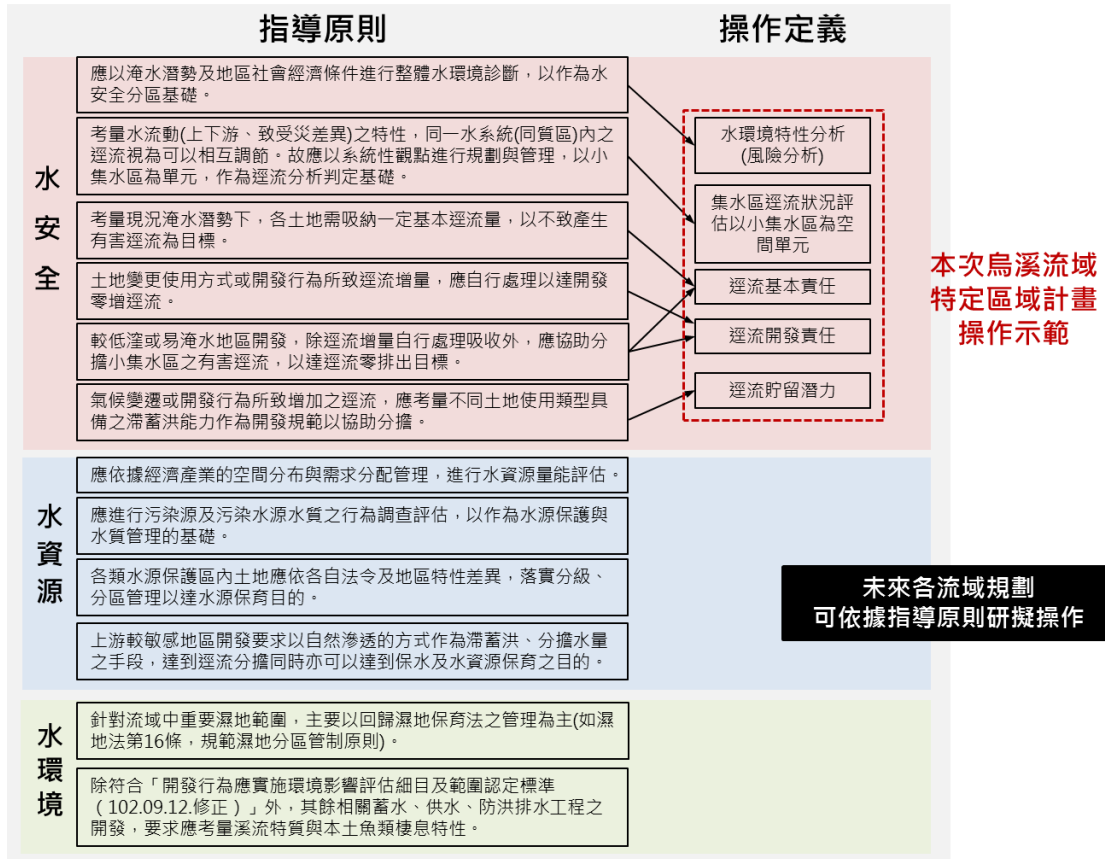 指導原則
操作定義
水
安
全
應以淹水潛勢及地區社會經濟條件進行整體水環境診斷，以作為水
安全分區基礎。
考量水流動(上下游、致受災差異)之特性，同一水系統(同質區)內之
逕流視為可以相互調節。故應以系統性觀點進行規劃與管理，以小
集水區為單元，作為逕流分析判定基礎。
考量現況淹水潛勢下，各土地需吸納一定基本逕流量，以不致產生
有害逕流為目標。
土地變更使用方式或開發行為所致逕流增量，應自行處理以達開發
零增逕流。
較低漥或易淹水地區開發，除逕流增量自行處理吸收外，應協助分
擔小集水區之有害逕流，以達逕流零排出目標。
氣候變遷或開發行為所致增加之逕流，應考量不同土地使用類型具
備之滯蓄洪能力作為開發規範以協助分擔。
水環境特性分析
(風險分析)
集水區逕流狀況評
估以小集水區為空
間單元
逕流基本責任
逕流開發責任
逕流貯留潛力
本次烏溪流域
特定區域計畫
操作示範
水
資
源
應依據經濟產業的空間分布與需求分配管理，進行水資源量能評估。
應進行污染源及污染水源水質之行為調查評估，以作為水源保護與
水質管理的基礎。
各類水源保護區內土地應依各自法令及地區特性差異，落實分級、
分區管理以達水源保育目的。
上游較敏感地區開發要求以自然滲透的方式作為滯蓄洪、分擔水量
之手段，達到逕流分擔同時亦可以達到保水及水資源保育之目的。
未來各流域規劃
可依據指導原則研擬操作
水
環
境
針對流域中重要濕地範圍，主要以回歸濕地保育法之管理為主(如濕
地法第16條，規範濕地分區管制原則)。
除符合「開發行為應實施環境影響評估細目及範圍認定標準
（102.09.12.修正）」外，其餘相關蓄水、供水、防洪排水工程之
開發，要求應考量溪流特質與本土魚類棲息特性。